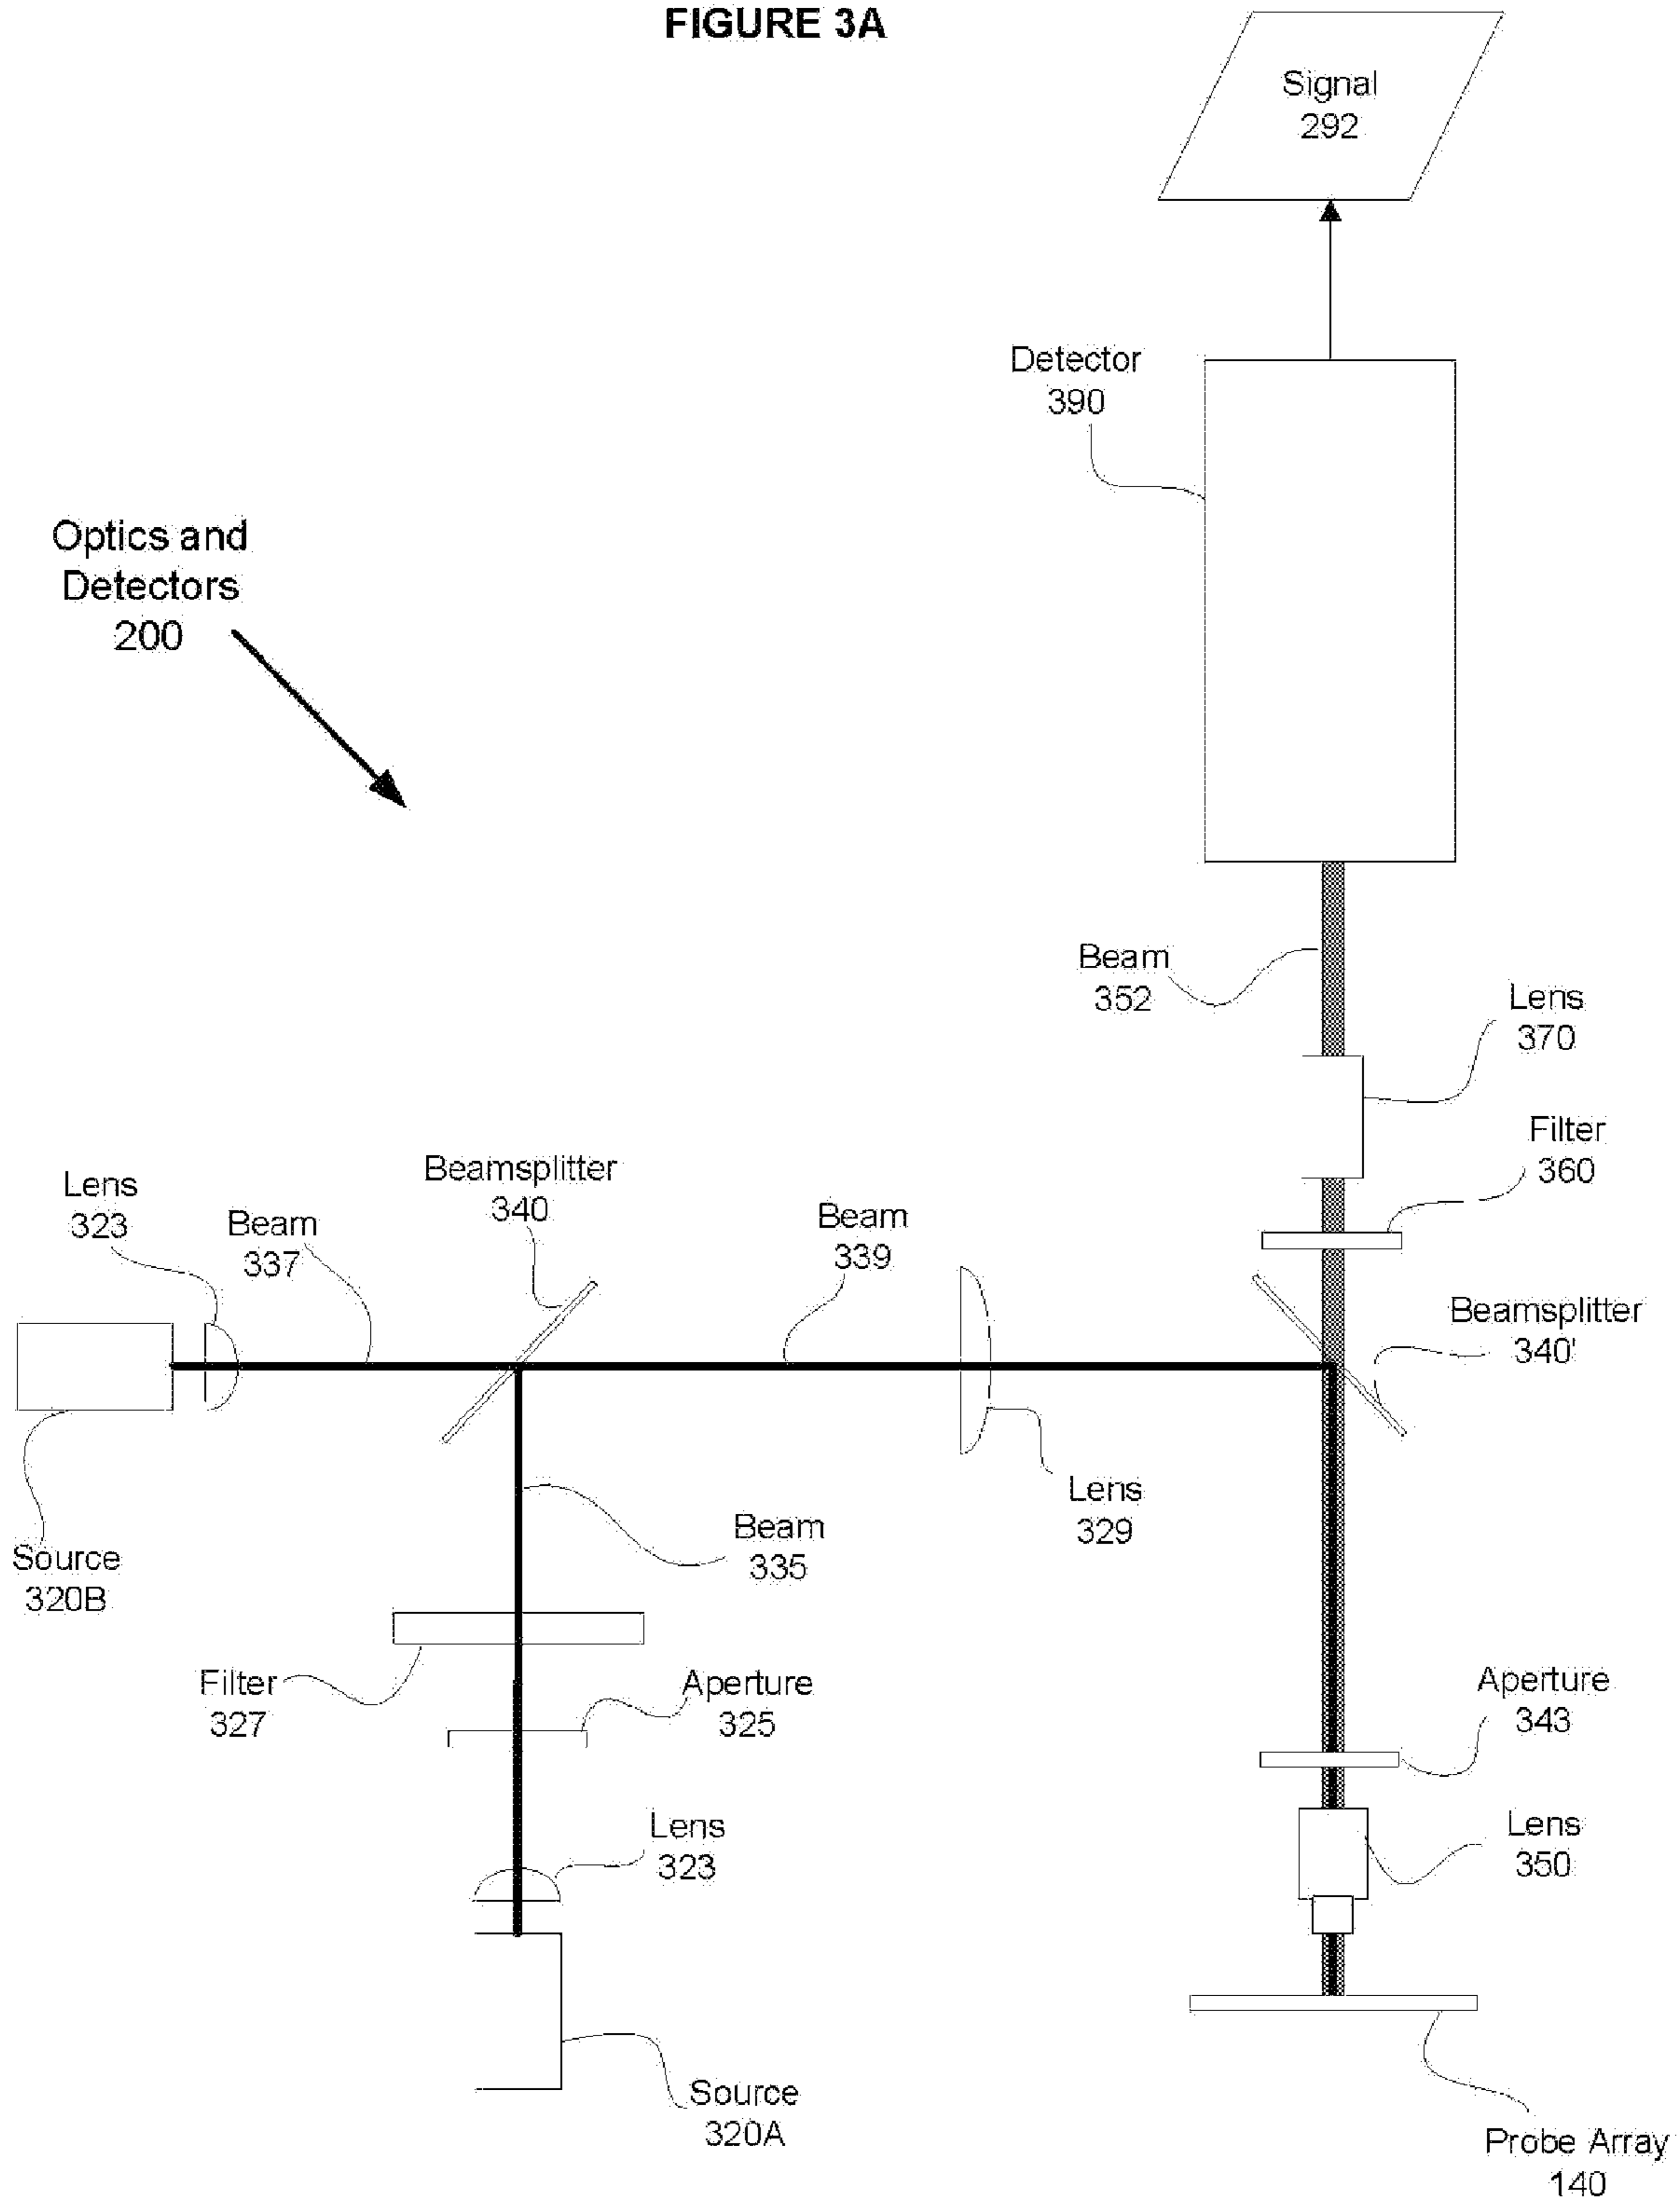 FIGURE 3A
Signal
292
Detector
390
Optics and
Detectors
200
Beam
352
Lens
370
Filter
360
Beamsplitter
340
Lens
323
Beam
337
Beam
339
Beamsplitter
340'
Lens
329
Beam
335
Source
320B
Filter
327
Aperture
325
Aperture
343
Lens
323
Lens
350
Source
320A
Probe Array
140